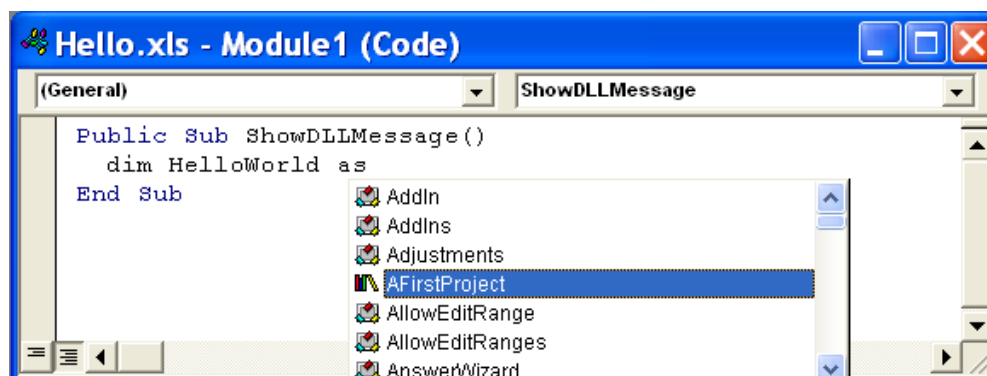 Hello.xls - Module1 (Code)
(General) ShowDLLMessage
Public Sub ShowDLLMessage()
dim HelloWorld as
End Sub
AddIn
AddIns
Adjustments
AFirstProject
AllowEditRange
AllowEditRanges
AnswerWizard